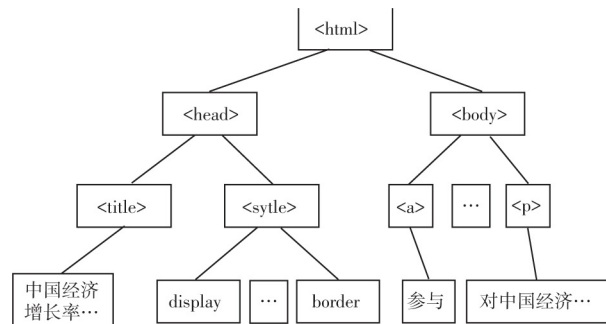 <html>
<head>
<body>
<title>
<sytle>
<a>
…
<p>
中国经济
增长率…
display
…
border
参与
对中国经济…